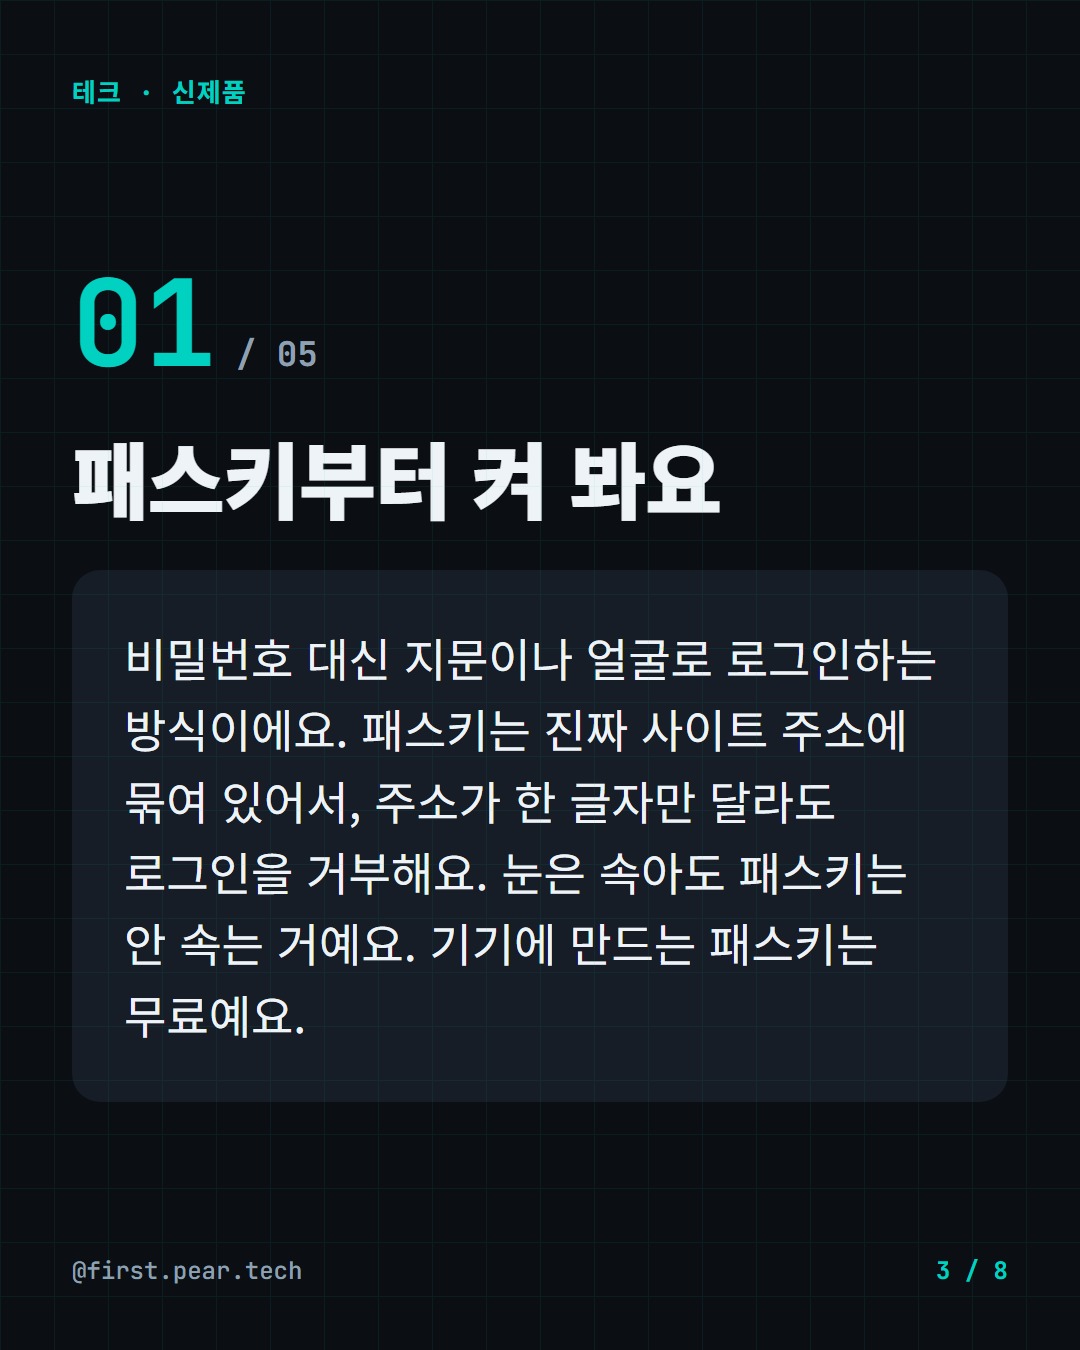 테크 · 신제품
01 / 05
패스키부터 켜 봐요
비밀번호 대신 지문이나 얼굴로 로그인하는
방식이에요. 패스키는 진짜 사이트 주소에
묶여 있어서, 주소가 한 글자만 달라도
로그인을 거부해요. 눈은 속아도 패스키는
안 속는 거예요. 기기에 만드는 패스키는
무료예요.
@first.pear.tech
3 / 8